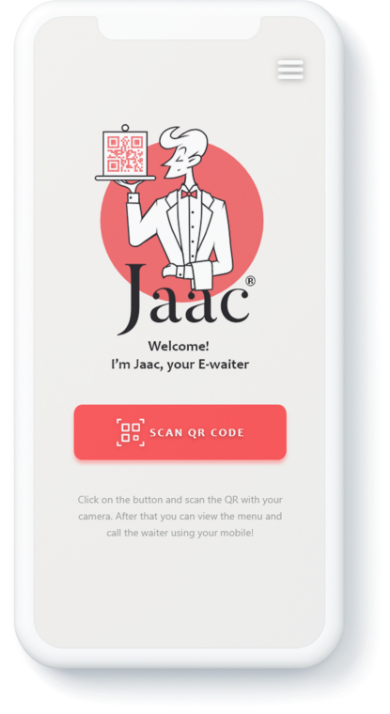 Jaac®
Welcome!
I'm Jaac, your E-waiter
SCAN QR CODE
Click on the button and scan the QR with your
camera. After that you can view the menu and
call the waiter using your mobile!